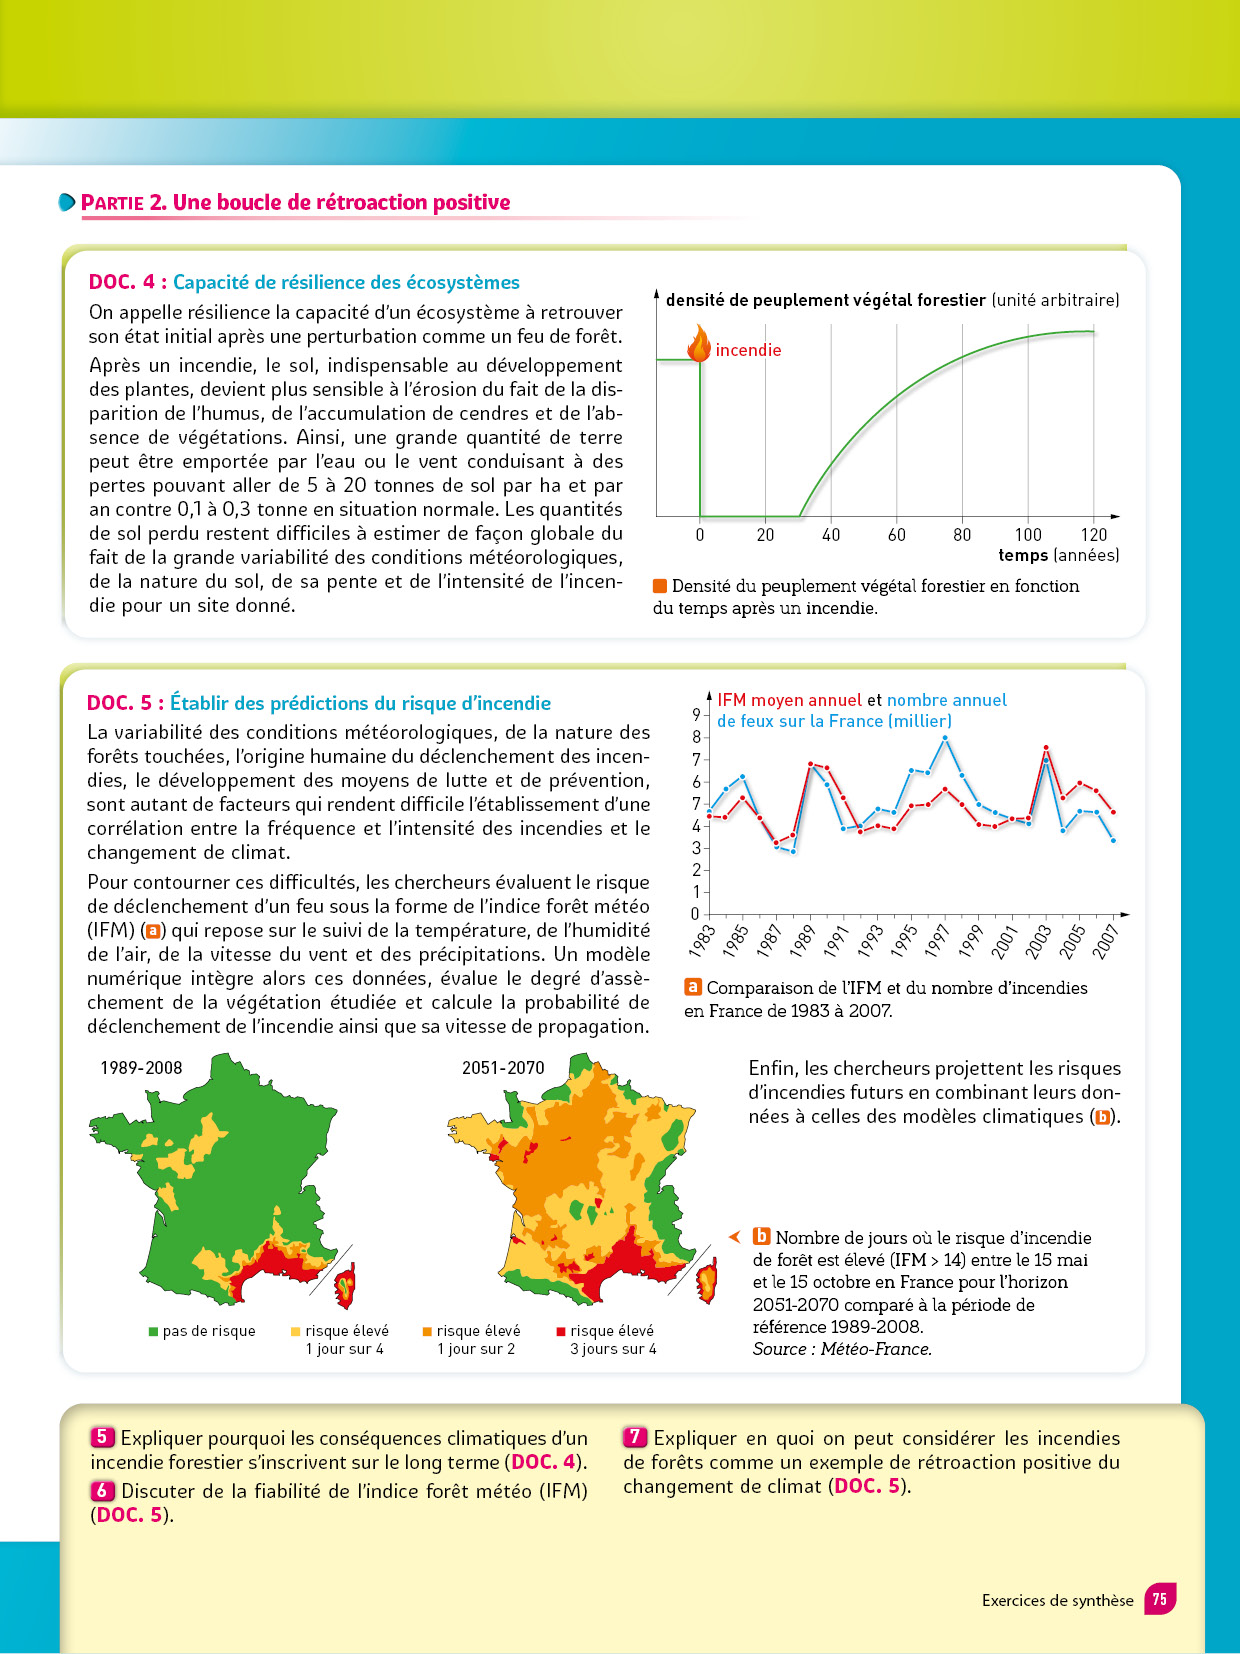 PARTIE 2. Une boucle de rétroaction positive
DOC. 4 : Capacité de résilience des écosystèmes
On appelle résilience la capacité d'un écosystème à retrouver
son état initial après une perturbation comme un feu de forêt.
Après un incendie, le sol, indispensable au développement
des plantes, devient plus sensible à l'érosion du fait de la dis-
parition de l'humus, de l'accumulation de cendres et de l'ab-
sence de végétations. Ainsi, une grande quantité de terre
peut être emportée par l'eau ou le vent conduisant à des
pertes pouvant aller de 5 à 20 tonnes de sol par ha et par
an contre 0,1 à 0,3 tonne en situation normale. Les quantités
de sol perdu restent difficiles à estimer de façon globale du
fait de la grande variabilité des conditions météorologiques,
de la nature du sol, de sa pente et de l'intensité de l'incen-
die pour un site donné.
densité de peuplement végétal forestier (unité arbitraire)
incendie
0 20 40 60 80 100 120
temps (années)
Densité du peuplement végétal forestier en fonction
du temps après un incendie.
DOC. 5 : Établir des prédictions du risque d'incendie
La variabilité des conditions météorologiques, de la nature des
forêts touchées, l'origine humaine du déclenchement des incen-
dies, le développement des moyens de lutte et de prévention,
sont autant de facteurs qui rendent difficile l'établissement d'une
corrélation entre la fréquence et l'intensité des incendies et le
changement de climat.
Pour contourner ces difficultés, les chercheurs évaluent le risque
de déclenchement d'un feu sous la forme de l'indice forêt météo
(IFM) (a) qui repose sur le suivi de la température, de l'humidité
de l'air, de la vitesse du vent et des précipitations. Un modèle
numérique intègre alors ces données, évalue le degré d'assè-
chement de la végétation étudiée et calcule la probabilité de
déclenchement de l'incendie ainsi que sa vitesse de propagation.
IFM moyen annuel et nombre annuel
de feux sur la France (millier)
9
8
7
6
7
4
3
2
1
0
1983 1985 1987 1989 1991 1993 1995 1997 1999 2001 2003 2005 2007
a Comparaison de l'IFM et du nombre d'incendies
en France de 1983 à 2007.
1989-2008
2051-2070
Enfin, les chercheurs projettent les risques
d'incendies futurs en combinant leurs don-
nées à celles des modèles climatiques (b).
b Nombre de jours où le risque d'incendie
de forêt est élevé (IFM > 14) entre le 15 mai
et le 15 octobre en France pour l'horizon
2051-2070 comparé à la période de
référence 1989-2008.
Source : Météo-France.
pas de risque
risque élevé
1 jour sur 4
risque élevé
1 jour sur 2
risque élevé
3 jours sur 4
5 Expliquer pourquoi les conséquences climatiques d'un
incendie forestier s'inscrivent sur le long terme (DOC. 4).
6 Discuter de la fiabilité de l'indice forêt météo (IFM)
(DOC. 5).
7 Expliquer en quoi on peut considérer les incendies
de forêts comme un exemple de rétroaction positive du
changement de climat (DOC. 5).
Exercices de synthèse 75